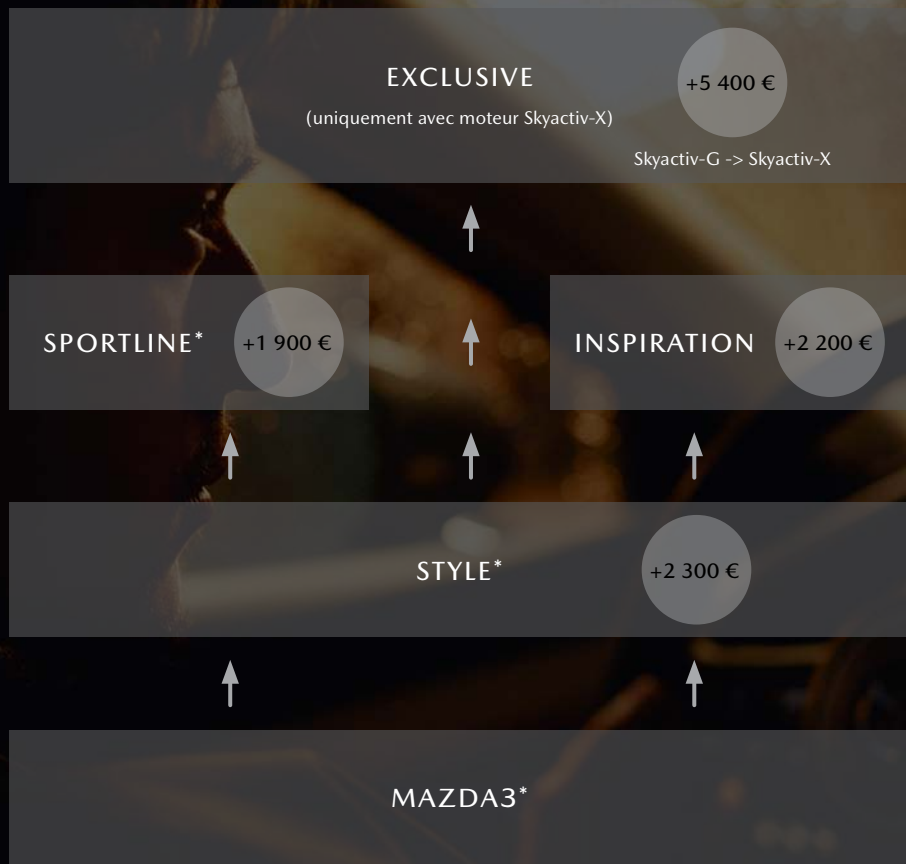 EXCLUSIVE
(uniquement avec moteur Skyactiv-X)
+5 400 €
Skyactiv-G -> Skyactiv-X
SPORTLINE*
+1 900 €
INSPIRATION
+2 200 €
STYLE*
+2 300 €
MAZDA3*